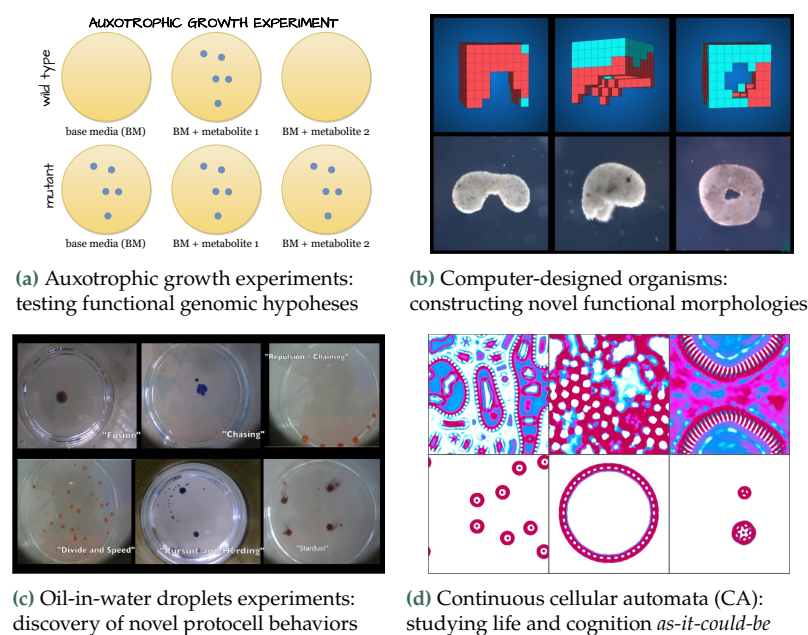 AUXOTROPHIC GROWTH EXPERIMENT
wild type
base media (BM)
BM + metabolite 1
BM + metabolite 2
mutant
base media (BM)
BM + metabolite 1
BM + metabolite 2
(a) Auxotrophic growth experiments:
testing functional genomic hypoheses
(b) Computer-designed organisms:
constructing novel functional morphologies
"Fusion"
"Chasing"
"Repulsion / Chaining"
"Divide and Speed"
"Pursuit and Herding"
"Stardust"
(c) Oil-in-water droplets experiments:
discovery of novel protocell behaviors
(d) Continuous cellular automata (CA):
studying life and cognition as-it-could-be